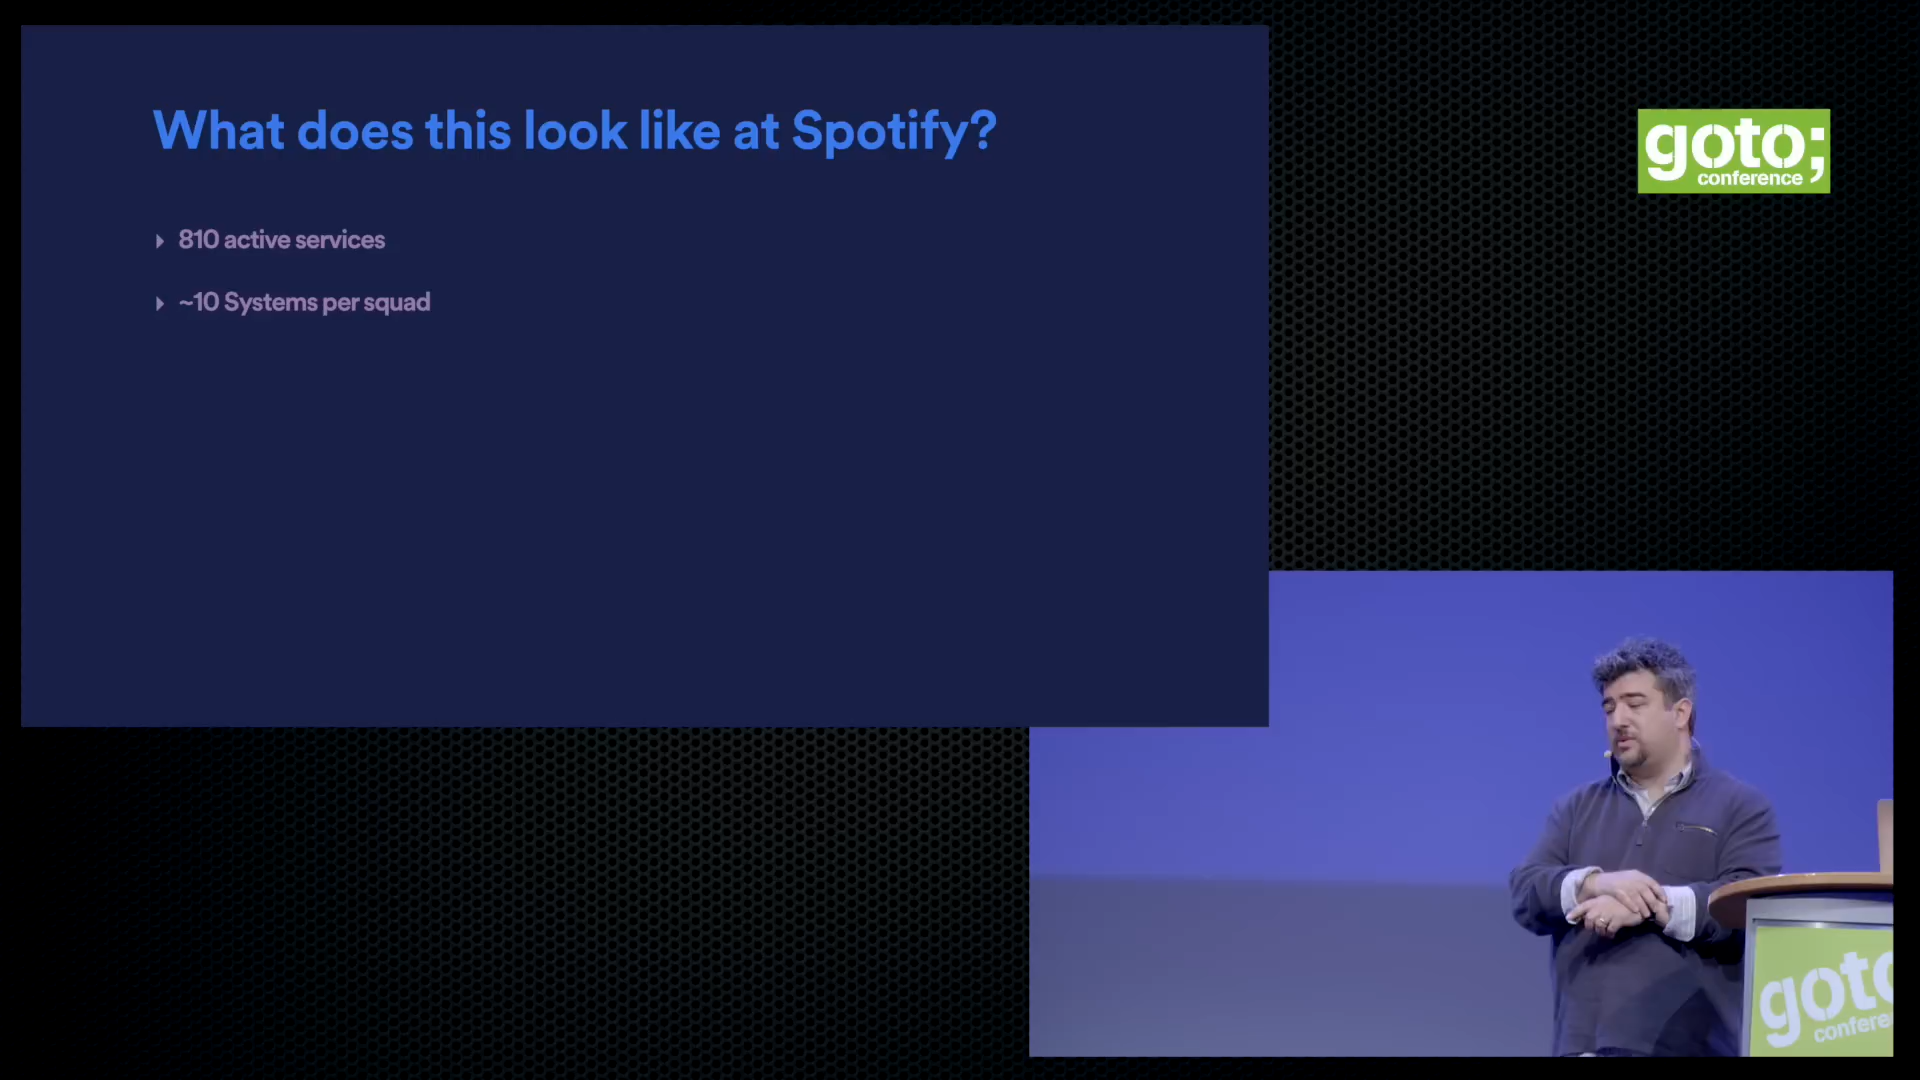 What does this look like at Spotify?
810 active services
~10 Systems per squad
goto;
conference
goto
confere